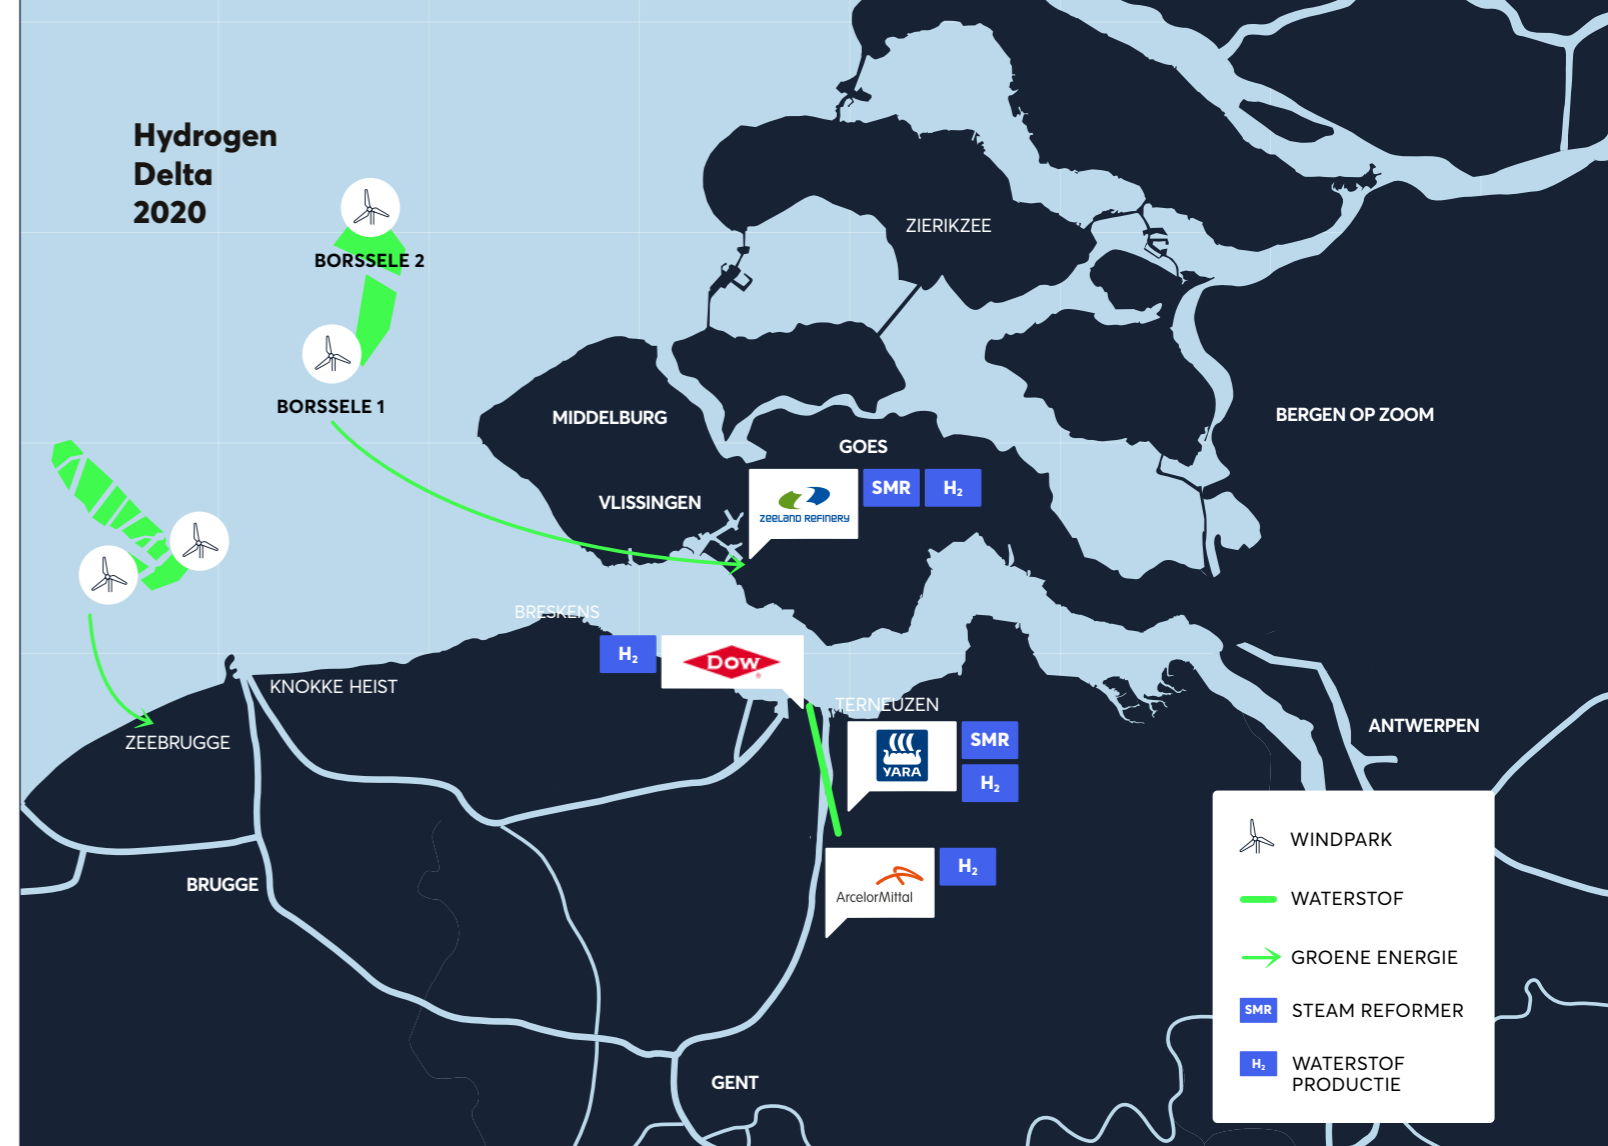 Hydrogen
Delta
2020
BORSSELE 2
BORSSELE 1
ZIERIKZEE
MIDDELBURG
GOES
BERGEN OP ZOOM
VLISSINGEN
ZEELAND REFINERY
SMR
H₂
BRESKENS
H₂
Dow
KNOKKE HEIST
TERNEUZEN
ZEEBRUGGE
YARA
SMR
H₂
ANTWERPEN
BRUGGE
ArcelorMittal
H₂
GENT
WINDPARK
WATERSTOF
GROENE ENERGIE
SMR STEAM REFORMER
H₂ WATERSTOF
PRODUCTIE